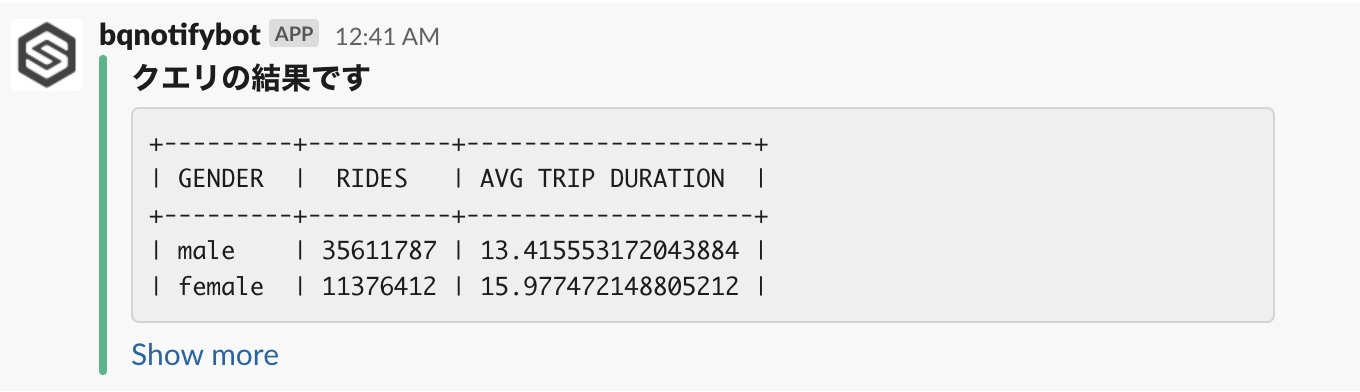 bqnotifybot APP 12:41 AM
クエリの結果です
+---------+----------+--------------------+
| GENDER  |  RIDES   | AVG TRIP DURATION  |
+---------+----------+--------------------+
| male    | 35611787 | 13.415553172043884 |
| female  | 11376412 | 15.977472148805212 |
Show more